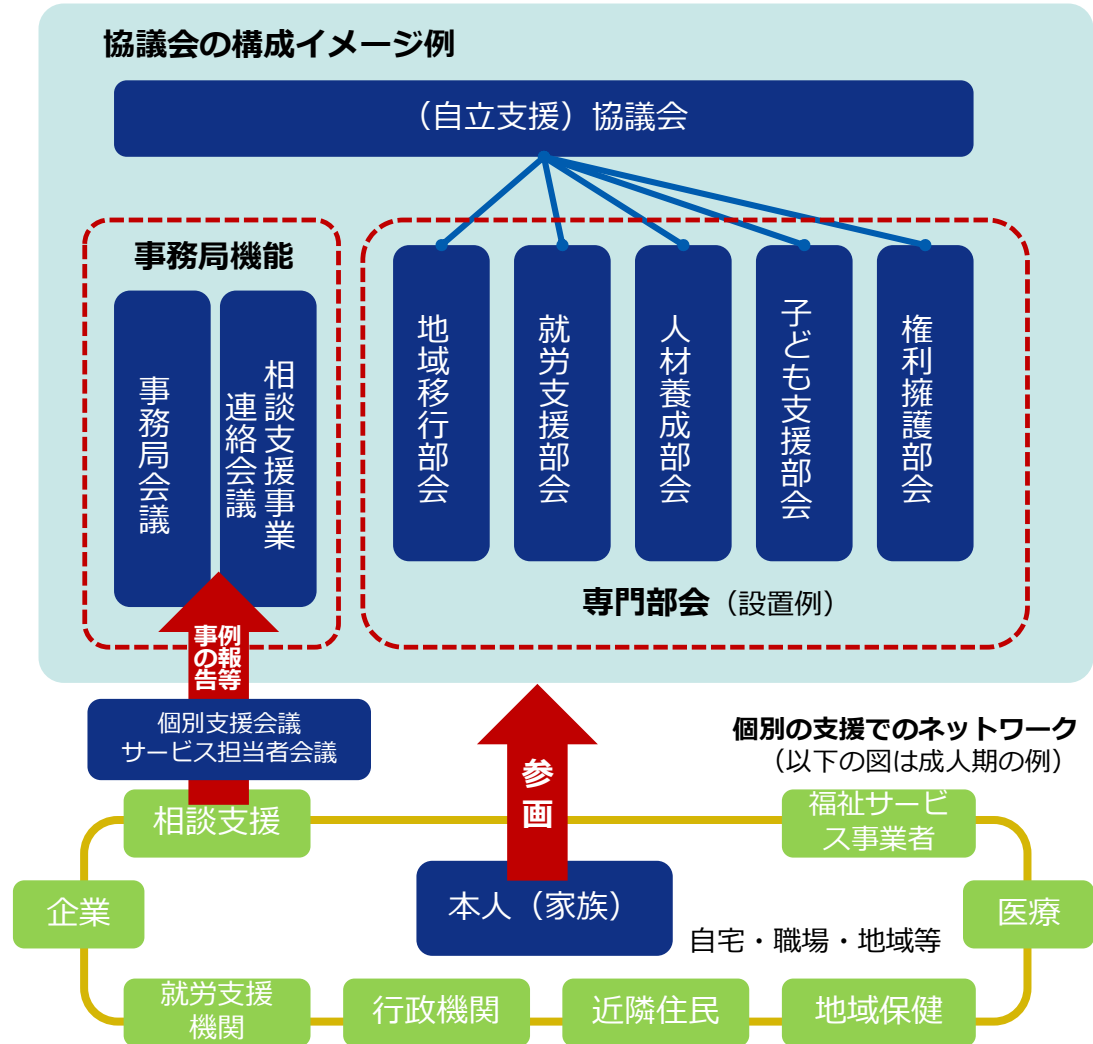 協議会の構成イメージ例
（自立支援）協議会
事務局機能
事務局会議
相談支援事業
連絡会議
地域移行部会
就労支援部会
人材養成部会
子ども支援部会
権利擁護部会
専門部会（設置例）
事例
の報
告等
個別支援会議
サービス担当者会議
個別の支援でのネットワーク
（以下の図は成人期の例）
参
画
相談支援
福祉サービ
ス事業者
企業
本人（家族）
医療
自宅・職場・地域等
就労支援
機関
行政機関
近隣住民
地域保健